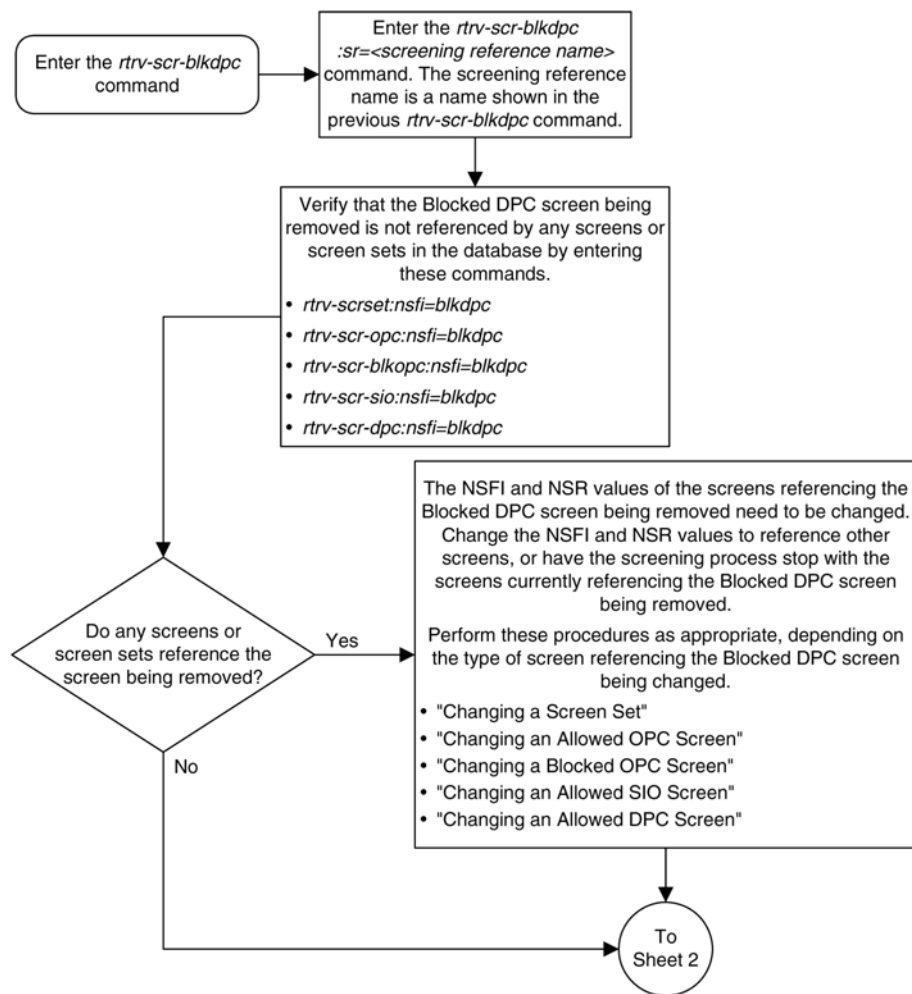 Enter the rtrv-scr-blkdpc
command
Enter the rtrv-scr-blkdpc
:sr=<screening reference name>
command. The screening reference
name is a name shown in the
previous rtrv-scr-blkdpc command.
Verify that the Blocked DPC screen being
removed is not referenced by any screens or
screen sets in the database by entering
these commands.
• rtrv-scrset:nsfi=blkdpc
• rtrv-scr-opc:nsfi=blkdpc
• rtrv-scr-blkopc:nsfi=blkdpc
• rtrv-scr-sio:nsfi=blkdpc
• rtrv-scr-dpc:nsfi=blkdpc
Do any screens or
screen sets reference the
screen being removed?
Yes
No
The NSFI and NSR values of the screens referencing the
Blocked DPC screen being removed need to be changed.
Change the NSFI and NSR values to reference other
screens, or have the screening process stop with the
screens currently referencing the Blocked DPC screen
being removed.
Perform these procedures as appropriate, depending on
the type of screen referencing the Blocked DPC screen
being changed.
• "Changing a Screen Set"
• "Changing an Allowed OPC Screen"
• "Changing a Blocked OPC Screen"
• "Changing an Allowed SIO Screen"
• "Changing an Allowed DPC Screen"
To
Sheet 2